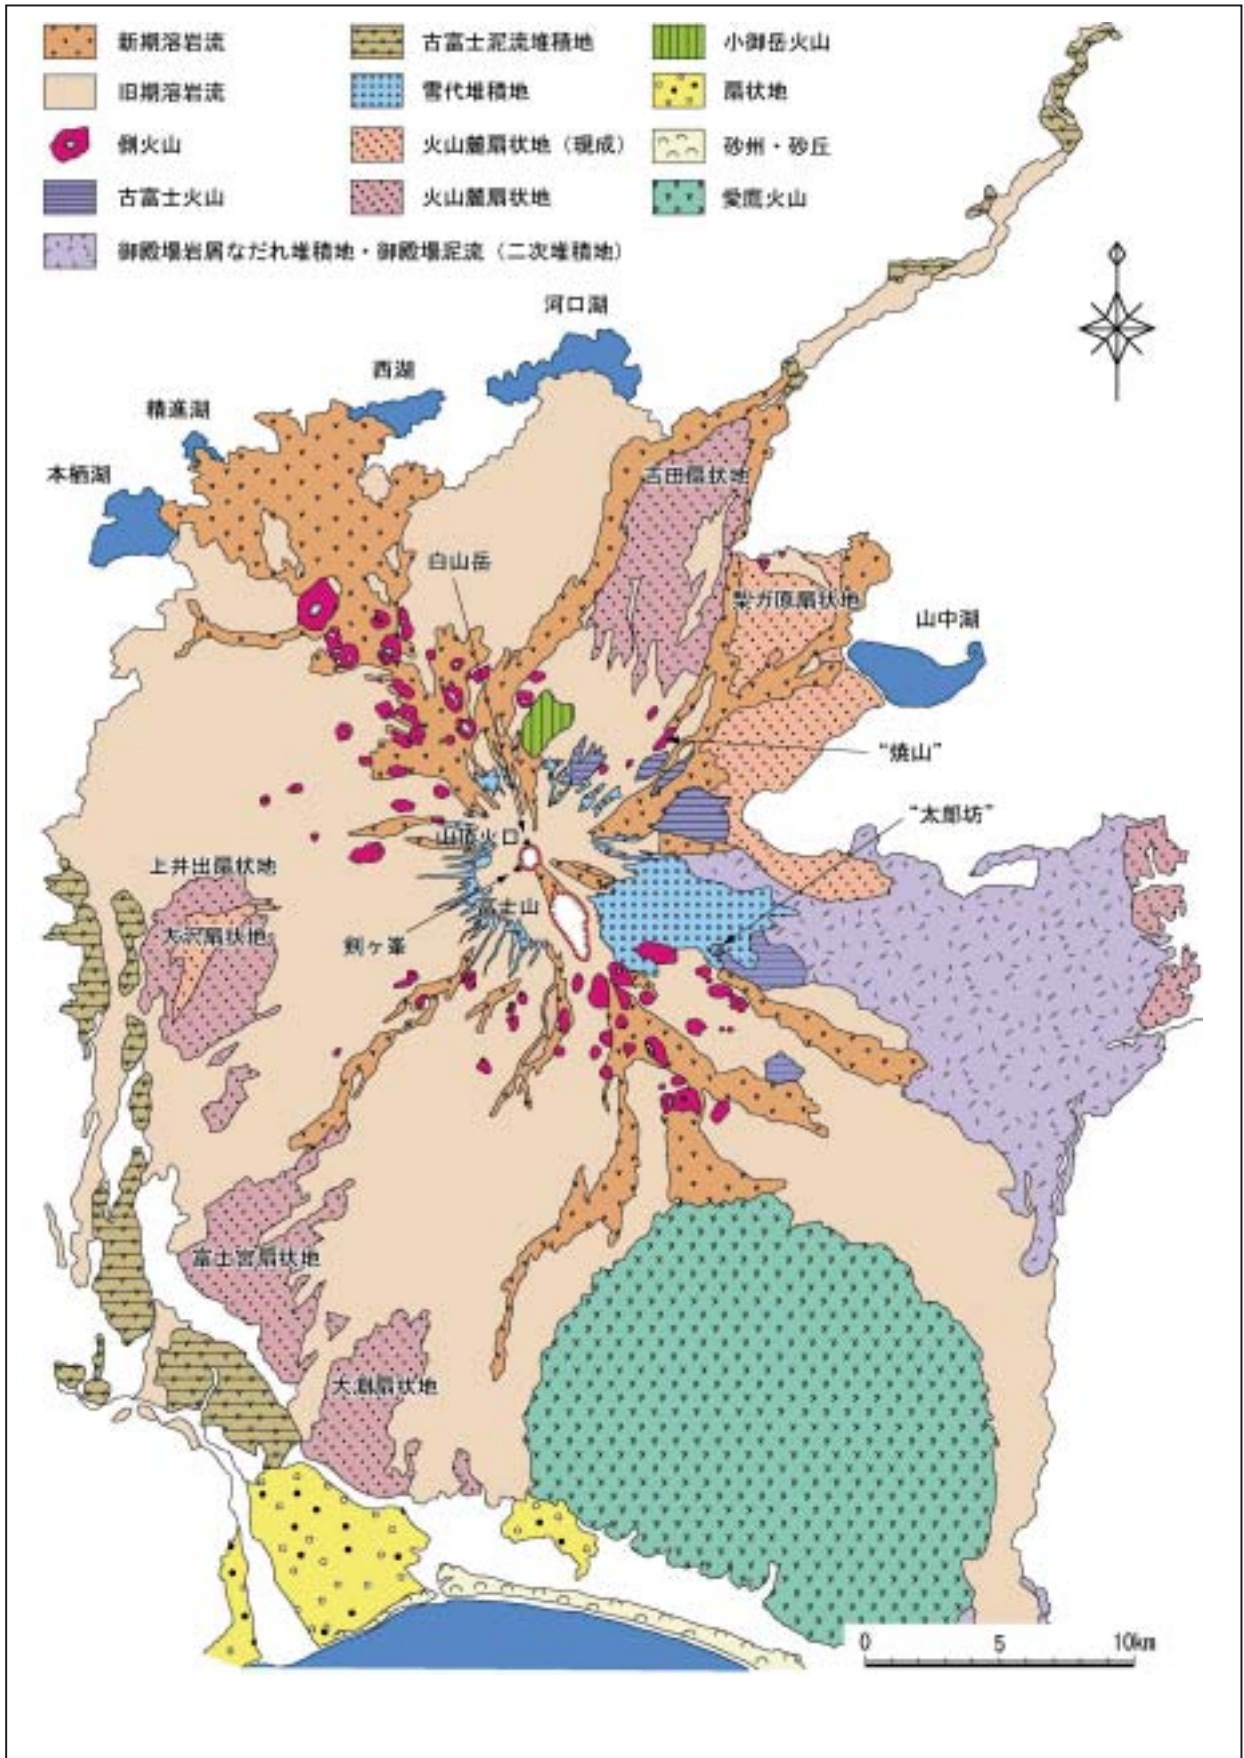 新期溶岩流
古富士泥流堆積地
小御岳火山
旧期溶岩流
雪代堆積地
扇状地
側火山
火山麓扇状地（現成）
砂州・砂丘
古富士火山
火山麓扇状地
愛鷹火山
御殿場岩屑なだれ堆積地・御殿場泥流（二次堆積地）
河口湖
西湖
精進湖
本栖湖
吉田扇状地
白山岳
梨ガ原扇状地
山中湖
“焼山”
“太郎坊”
山頂火口
上井出扇状地
富士山
大沢扇状地
剣ヶ峯
富士宮扇状地
大淵扇状地
0 5 10km